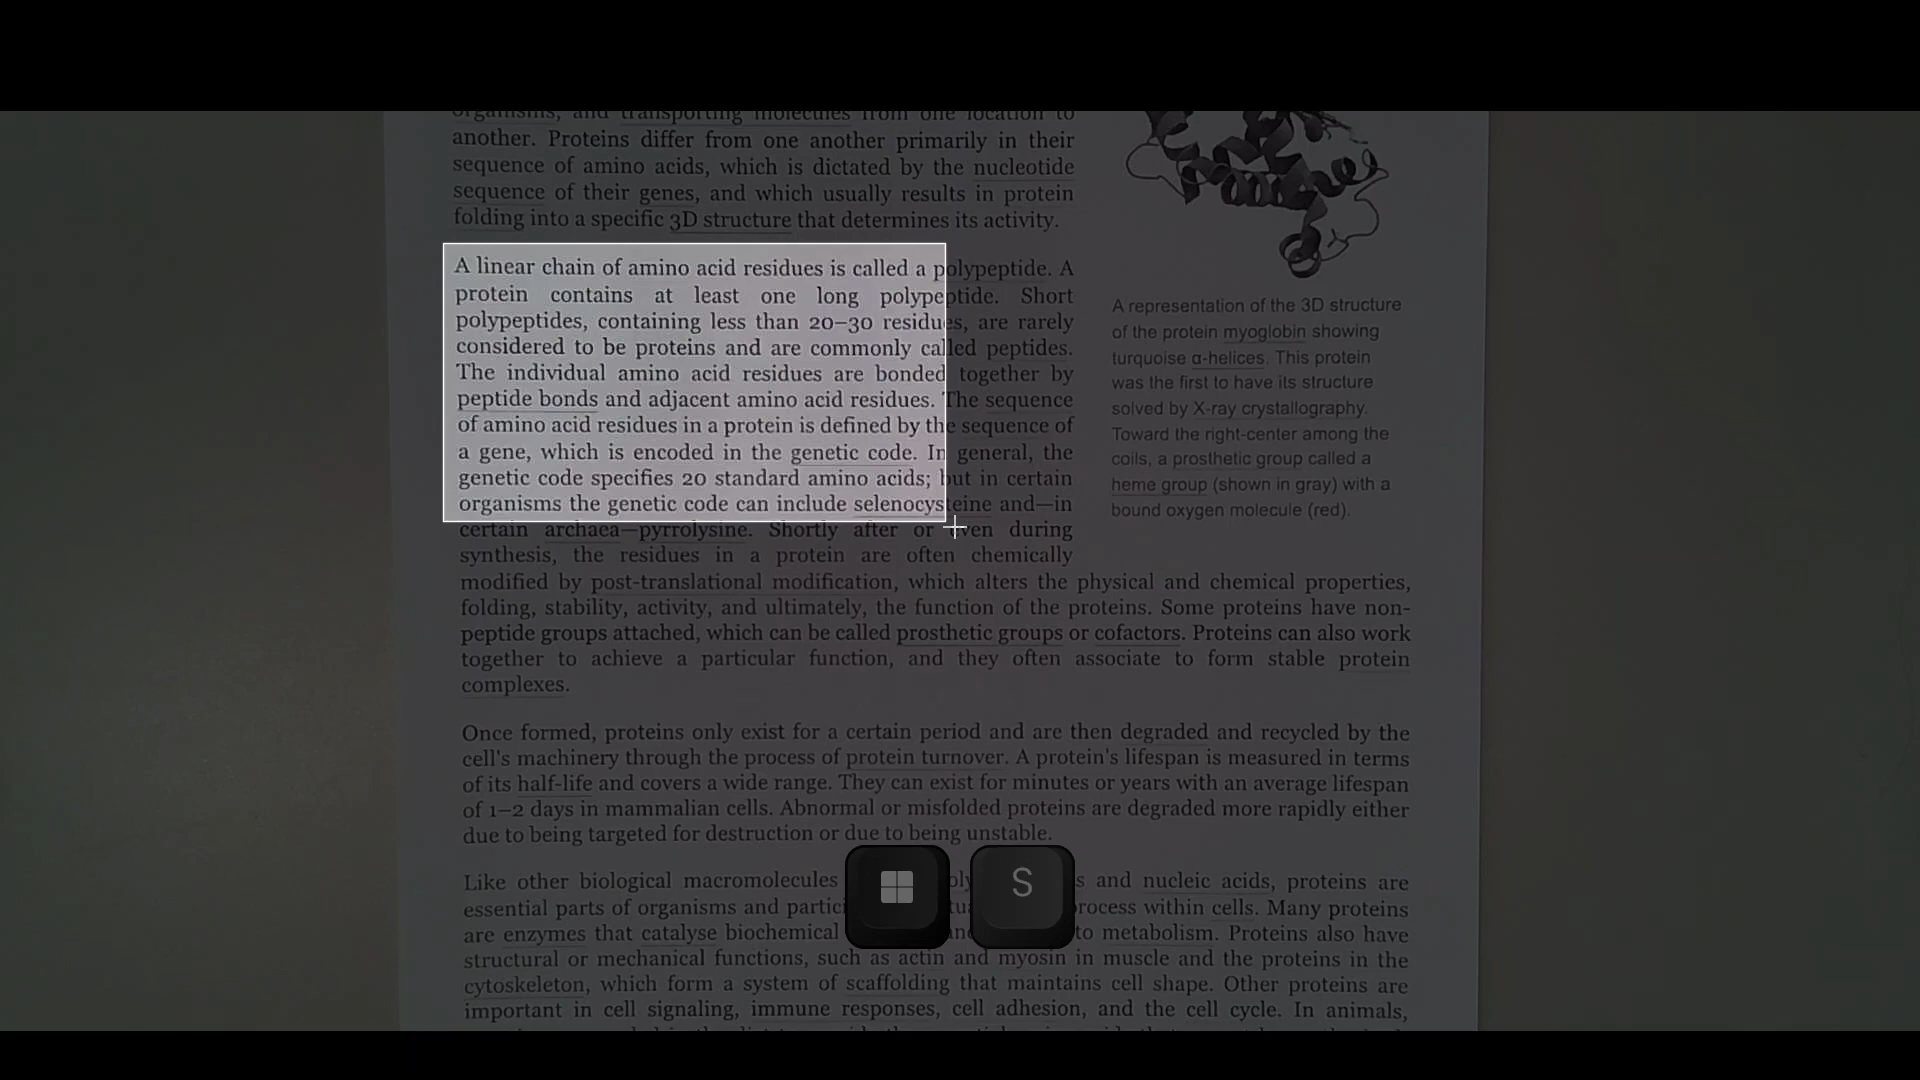 organisms, and transporting molecules from one location to
another. Proteins differ from one another primarily in their
sequence of amino acids, which is dictated by the nucleotide
sequence of their genes, and which usually results in protein
folding into a specific 3D structure that determines its activity.
A linear chain of amino acid residues is called a polypeptide. A
protein contains at least one long polypeptide. Short
polypeptides, containing less than 20–30 residues, are rarely
considered to be proteins and are commonly called peptides.
The individual amino acid residues are bonded together by
peptide bonds and adjacent amino acid residues. The sequence
of amino acid residues in a protein is defined by the sequence of
a gene, which is encoded in the genetic code. In general, the
genetic code specifies 20 standard amino acids; but in certain
organisms the genetic code can include selenocysteine and—in
certain archaea—pyrrolysine. Shortly after or even during
synthesis, the residues in a protein are often chemically
modified by post-translational modification, which alters the physical and chemical properties,
folding, stability, activity, and ultimately, the function of the proteins. Some proteins have non-
peptide groups attached, which can be called prosthetic groups or cofactors. Proteins can also work
together to achieve a particular function, and they often associate to form stable protein
complexes.
A representation of the 3D structure
of the protein myoglobin showing
turquoise α-helices. This protein
was the first to have its structure
solved by X-ray crystallography.
Toward the right-center among the
coils, a prosthetic group called a
heme group (shown in gray) with a
bound oxygen molecule (red).
Once formed, proteins only exist for a certain period and are then degraded and recycled by the
cell's machinery through the process of protein turnover. A protein's lifespan is measured in terms
of its half-life and covers a wide range. They can exist for minutes or years with an average lifespan
of 1–2 days in mammalian cells. Abnormal or misfolded proteins are degraded more rapidly either
due to being targeted for destruction or due to being unstable.
Like other biological macromolecules and nucleic acids, proteins are
essential parts of organisms and within cells. Many proteins
are enzymes that catalyse biochemical to metabolism. Proteins also have
structural or mechanical functions, such as actin and myosin in muscle and the proteins in the
cytoskeleton, which form a system of scaffolding that maintains cell shape. Other proteins are
important in cell signaling, immune responses, cell adhesion, and the cell cycle. In animals,
S